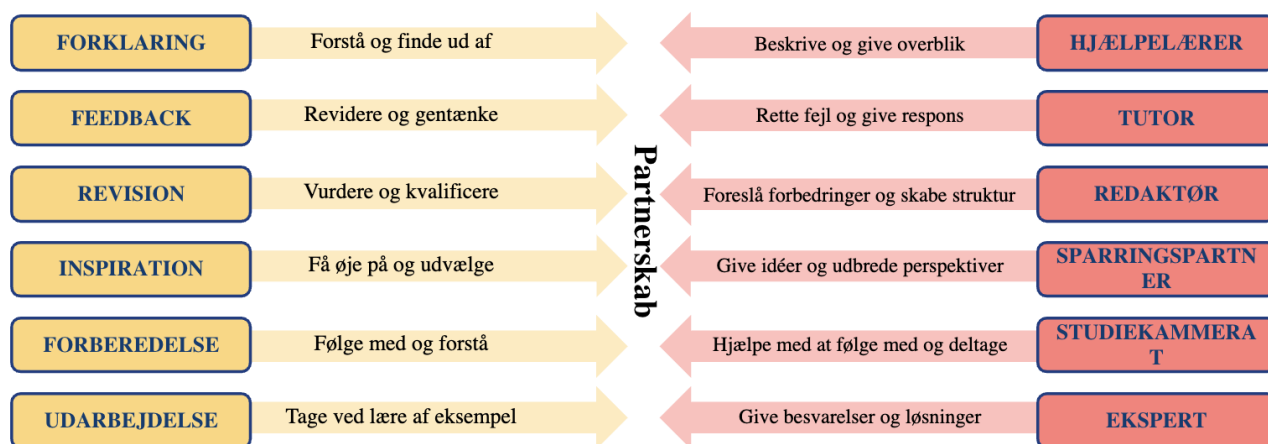 FORKLARING
Forstå og finde ud af
Beskrive og give overblik
HJÆLPELÆRER
FEEDBACK
Revidere og gentænke
Rette fejl og give respons
TUTOR
REVISION
Vurdere og kvalificere
Foreslå forbedringer og skabe struktur
REDAKTØR
Partnerskab
INSPIRATION
Få øje på og udvælge
Give idéer og udbrede perspektiver
SPARRINGSPARTN
ER
FORBEREDELSE
Følge med og forstå
Hjælpe med at følge med og deltage
STUDIEKAMMERA
T
UDARBEJDELSE
Tage ved lære af eksempel
Give besvarelser og løsninger
EKSPERT